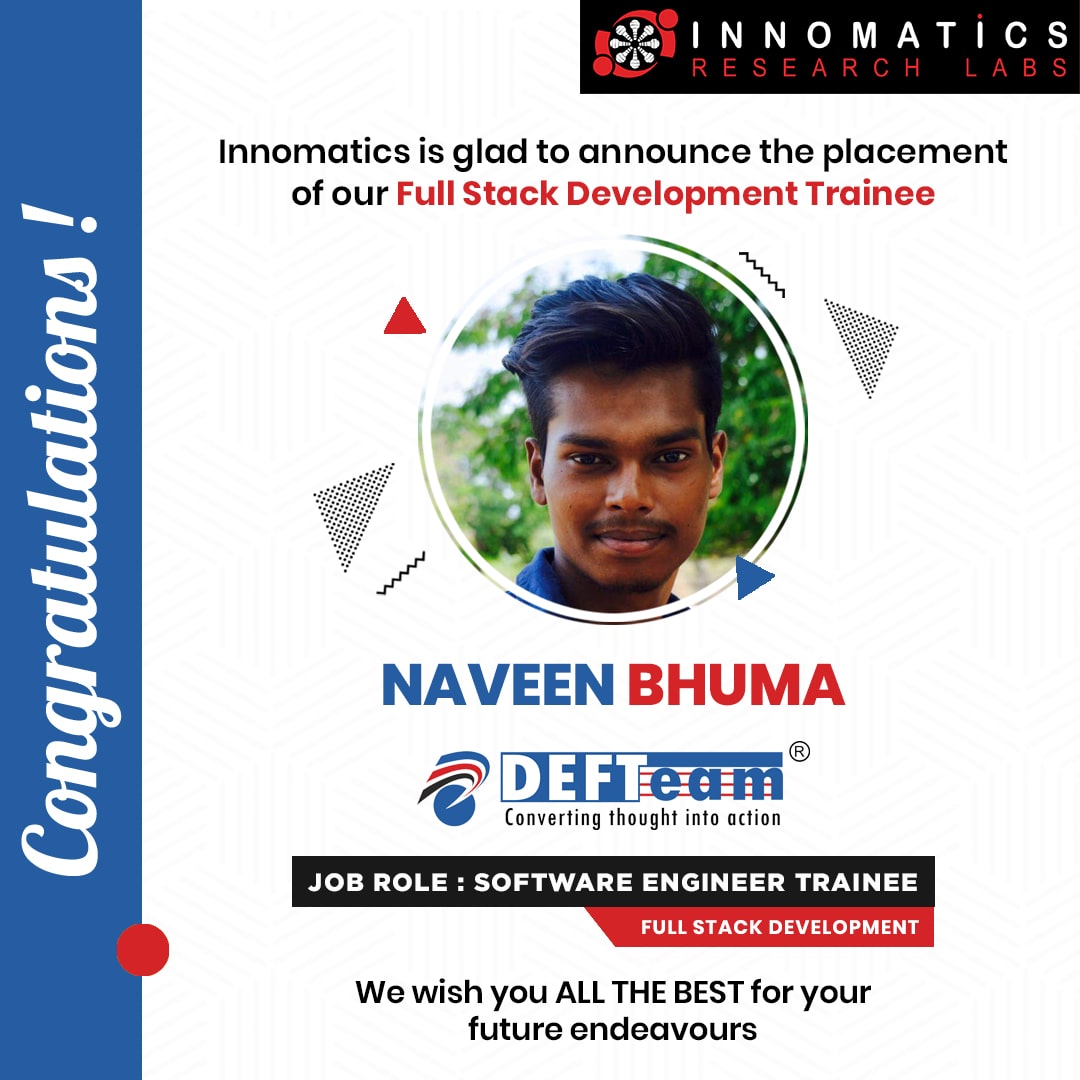 INNOMATICS
RESEARCH LABS
Congratulations !
Innomatics is glad to announce the placement
of our Full Stack Development Trainee
NAVEEN BHUMA
DEFTeam ®
Converting thought into action
JOB ROLE : SOFTWARE ENGINEER TRAINEE
FULL STACK DEVELOPMENT
We wish you ALL THE BEST for your
future endeavours